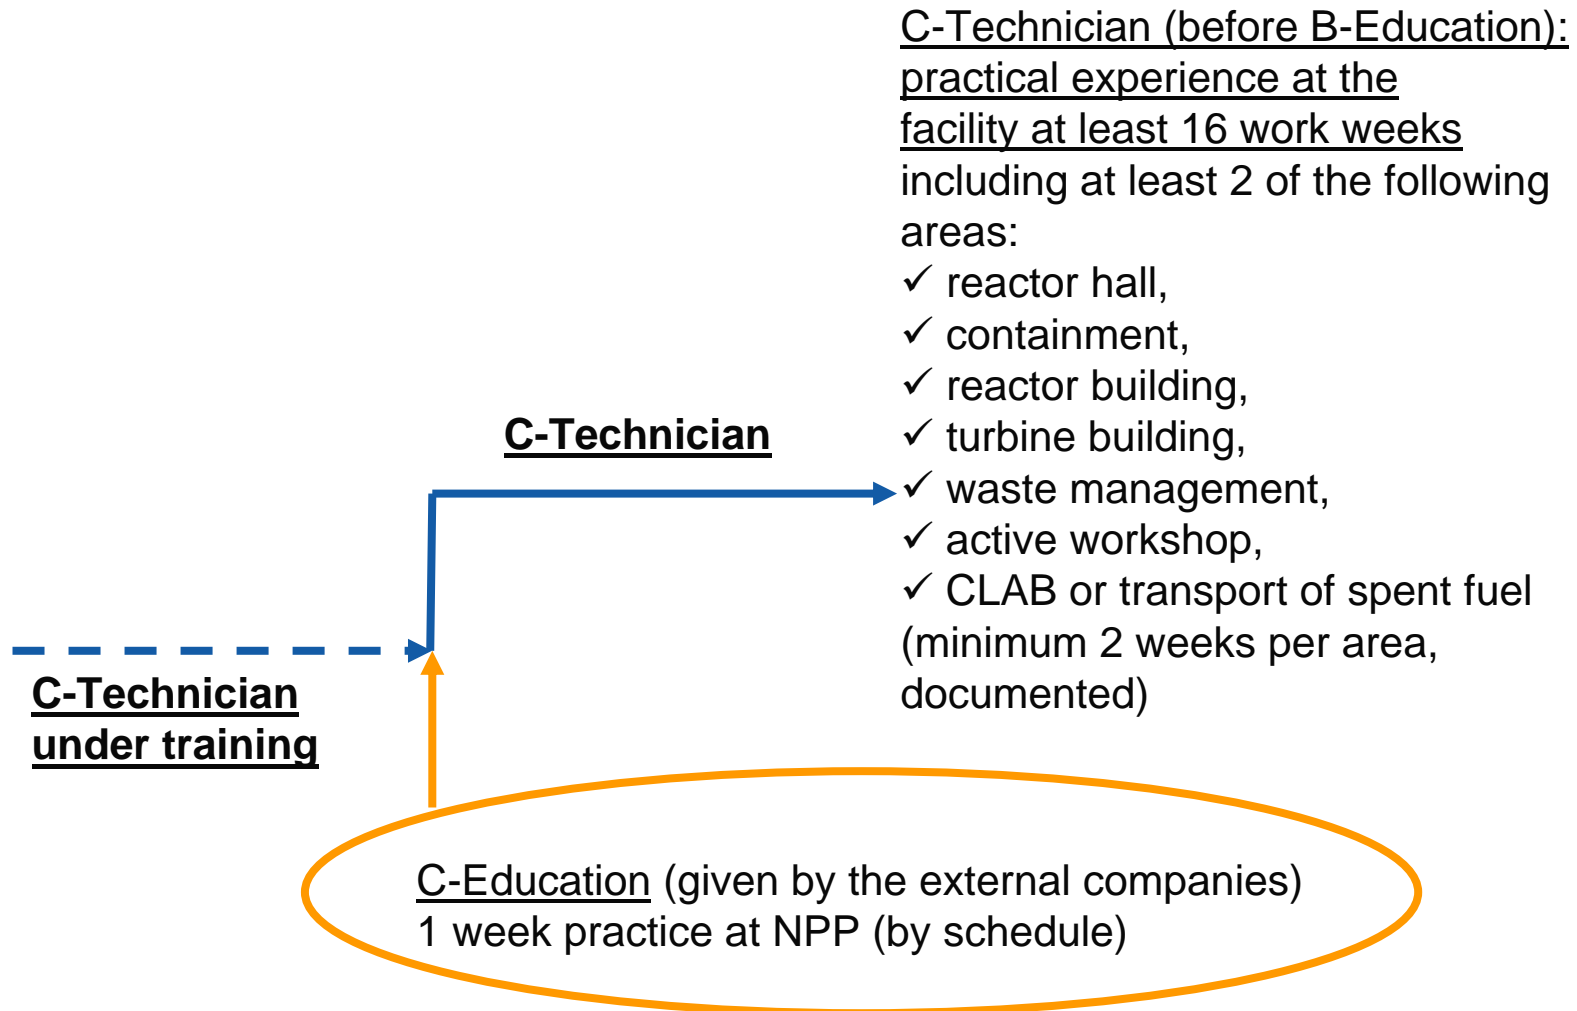 C-Technician (before B-Education):
practical experience at the
facility at least 16 work weeks
including at least 2 of the following
areas:
✓ reactor hall,
✓ containment,
✓ reactor building,
✓ turbine building,
✓ waste management,
✓ active workshop,
✓ CLAB or transport of spent fuel
(minimum 2 weeks per area,
documented)
C-Technician
C-Technician
under training
C-Education (given by the external companies)
1 week practice at NPP (by schedule)